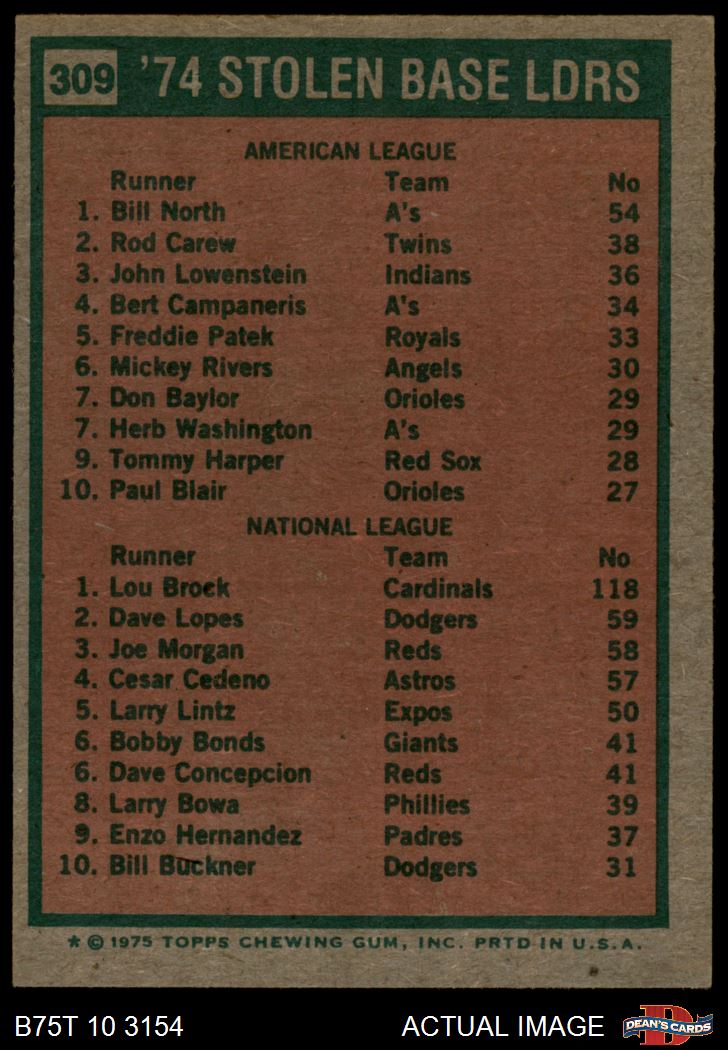 309 '74 STOLEN BASE LDRS
AMERICAN LEAGUE
Runner Team No
1. Bill North A's 54
2. Rod Carew Twins 38
3. John Lowenstein Indians 36
4. Bert Campaneris A's 34
5. Freddie Patek Royals 33
6. Mickey Rivers Angels 30
7. Don Baylor Orioles 29
7. Herb Washington A's 29
9. Tommy Harper Red Sox 28
10. Paul Blair Orioles 27
NATIONAL LEAGUE
Runner Team No
1. Lou Brock Cardinals 118
2. Dave Lopes Dodgers 59
3. Joe Morgan Reds 58
4. Cesar Cedeno Astros 57
5. Larry Lintz Expos 50
6. Bobby Bonds Giants 41
6. Dave Concepcion Reds 41
8. Larry Bowa Phillies 39
9. Enzo Hernandez Padres 37
10. Bill Buckner Dodgers 31
* © 1975 TOPPS CHEWING GUM, INC. PRTD IN U.S.A.
B75T 10 3154 ACTUAL IMAGE D DEAN'S CARDS